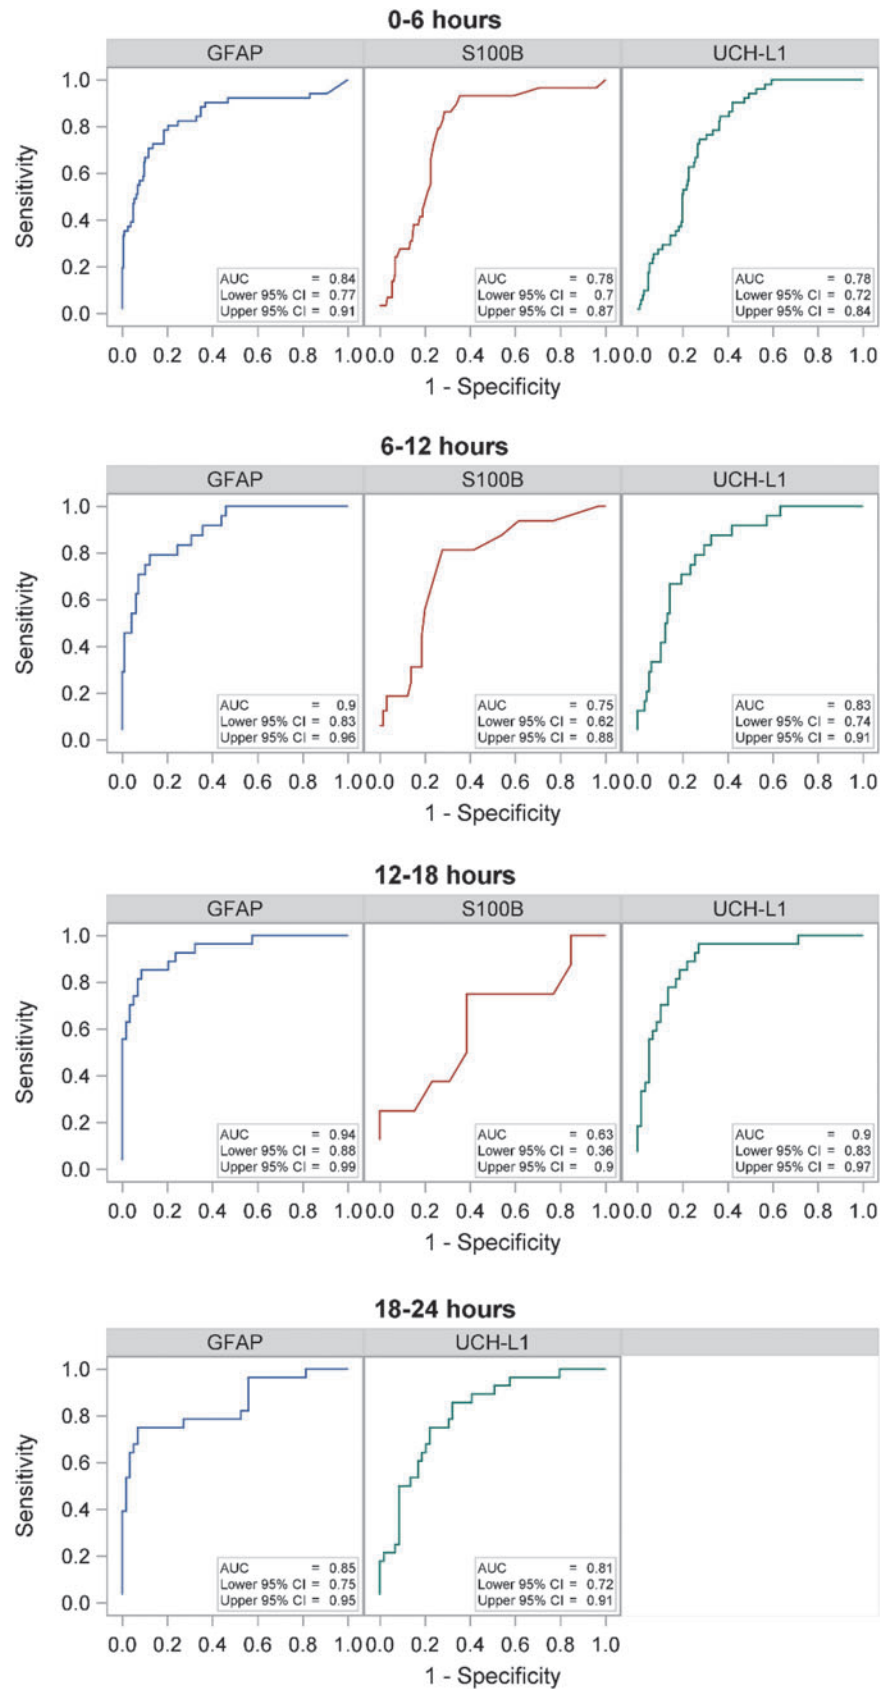 0-6 hours
GFAP S100B UCH-L1
1.0
0.8
0.6
0.4
0.2
0.0
Sensitivity
AUC = 0.84
Lower 95% CI = 0.77
Upper 95% CI = 0.91
AUC = 0.78
Lower 95% CI = 0.7
Upper 95% CI = 0.87
AUC = 0.78
Lower 95% CI = 0.72
Upper 95% CI = 0.84
0.0 0.2 0.4 0.6 0.8 1.0 0.0 0.2 0.4 0.6 0.8 1.0 0.0 0.2 0.4 0.6 0.8 1.0
1 - Specificity
6-12 hours
GFAP S100B UCH-L1
1.0
0.8
0.6
0.4
0.2
0.0
Sensitivity
AUC = 0.9
Lower 95% CI = 0.83
Upper 95% CI = 0.96
AUC = 0.75
Lower 95% CI = 0.62
Upper 95% CI = 0.88
AUC = 0.83
Lower 95% CI = 0.74
Upper 95% CI = 0.91
0.0 0.2 0.4 0.6 0.8 1.0 0.0 0.2 0.4 0.6 0.8 1.0 0.0 0.2 0.4 0.6 0.8 1.0
1 - Specificity
12-18 hours
GFAP S100B UCH-L1
1.0
0.8
0.6
0.4
0.2
0.0
Sensitivity
AUC = 0.94
Lower 95% CI = 0.88
Upper 95% CI = 0.99
AUC = 0.63
Lower 95% CI = 0.36
Upper 95% CI = 0.9
AUC = 0.9
Lower 95% CI = 0.83
Upper 95% CI = 0.97
0.0 0.2 0.4 0.6 0.8 1.0 0.0 0.2 0.4 0.6 0.8 1.0 0.0 0.2 0.4 0.6 0.8 1.0
1 - Specificity
18-24 hours
GFAP UCH-L1
1.0
0.8
0.6
0.4
0.2
0.0
Sensitivity
AUC = 0.85
Lower 95% CI = 0.75
Upper 95% CI = 0.95
AUC = 0.81
Lower 95% CI = 0.72
Upper 95% CI = 0.91
0.0 0.2 0.4 0.6 0.8 1.0 0.0 0.2 0.4 0.6 0.8 1.0 0.0 0.2 0.4 0.6 0.8 1.0
1 - Specificity